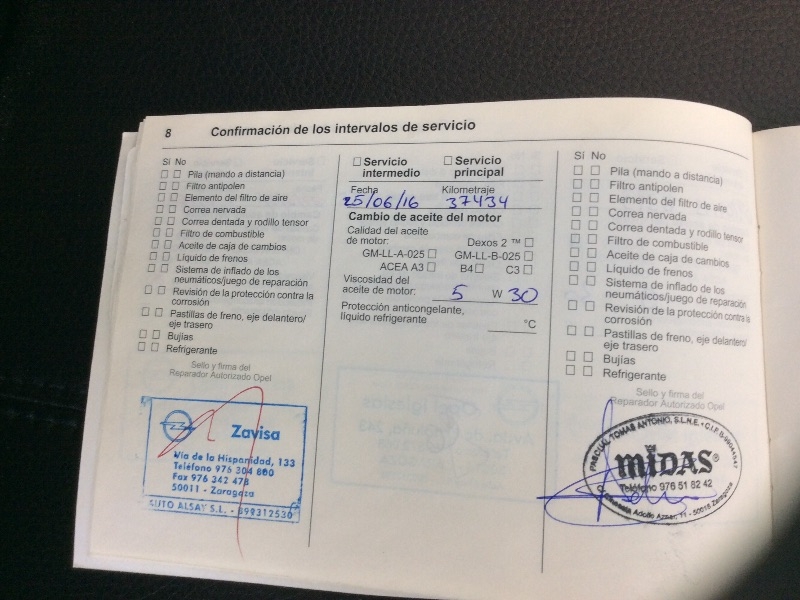 8 Confirmación de los intervalos de servicio
Si No
Pila (mando a distancia)
Filtro antipolen
Elemento del filtro de aire
Correa nervada
Correa dentada y rodillo tensor
Filtro de combustible
Aceite de caja de cambios
Líquido de frenos
Sistema de inflado de los
neumáticos/juego de reparación
Revisión de la protección contra la
corrosión
Pastillas de freno, eje delantero/
eje trasero
Bujías
Refrigerante
Sello y firma del
Reparador Autorizado Opel
Zavisa
Vía de la Hispanidad, 133
Teléfono 976 304 800
Fax 976 342 478
50011 - Zaragoza
AUTO ALSAY S.L. - 
Servicio
intermedio
Servicio
principal
Fecha Kilometraje
25/06/16 37434
Cambio de aceite del motor
Calidad del aceite
de motor: Dexos 2 ™
GM-LL-A-025 GM-LL-B-025
ACEA A3 B4 C3
Viscosidad del
aceite de motor: 5 W 30
Protección anticongelante,
líquido refrigerante
°C
Si No
Pila (mando a distancia)
Filtro antipolen
Elemento del filtro de aire
Correa nervada
Correa dentada y rodillo tensor
Filtro de combustible
Aceite de caja de cambios
Líquido de frenos
Sistema de inflado de los
neumáticos/juego de reparación
Revisión de la protección contra la
corrosión
Pastillas de freno, eje delantero/
eje trasero
Bujías
Refrigerante
Sello y firma del
Reparador Autorizado Opel
PASCUAL TOMAS ANTONIO, S.L.N.E. • C.I.F.
MIDAS®
Teléfono 976 51 82 42
Adolfo Aznar, 11 - 50015 Zaragoza